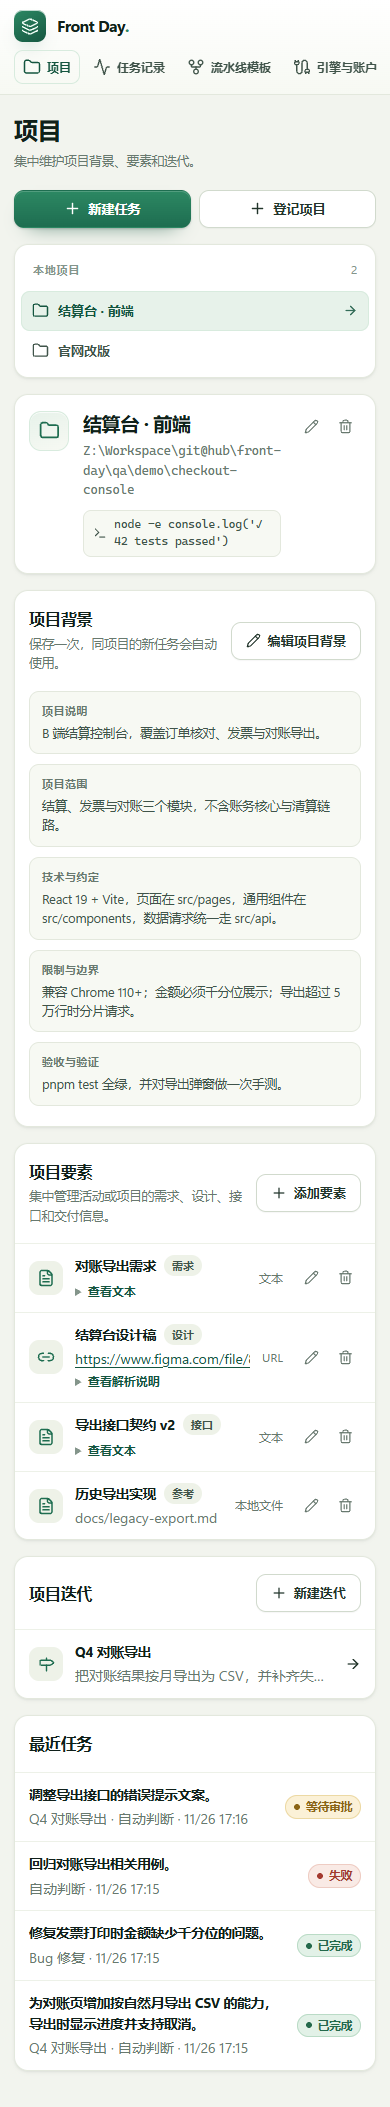 Front Day.
项目
任务记录
流水线模板
引擎与账户
项目
集中维护项目背景、要素和迭代。
新建任务
登记项目
本地项目
2
结算台 · 前端
官网改版
结算台 · 前端
Z:\Workspace\git@hub\front-
day\qa\demo\checkout-
console
node -e console.log('✓
42 tests passed')
项目背景
保存一次，同项目的新任务会自动
使用。
编辑项目背景
项目说明
B 端结算控制台，覆盖订单核对、发票与对账导出。
项目范围
结算、发票与对账三个模块，不含账务核心与清算链
路。
技术与约定
React 19 + Vite，页面在 src/pages，通用组件在
src/components，数据请求统一走 src/api。
限制与边界
兼容 Chrome 110+；金额必须千分位展示；导出超过 5
万行时分片请求。
验收与验证
pnpm test 全绿，并对导出弹窗做一次手测。
项目要素
集中管理活动或项目的需求、设计、接
口和交付信息。
添加要素
对账导出需求
需求
查看文本
文本
结算台设计稿
设计
https://www.figma.com/file/
URL
查看解析说明
导出接口契约 v2
接口
查看文本
文本
历史导出实现
参考
docs/legacy-export.md
本地文件
项目迭代
新建迭代
Q4 对账导出
把对账结果按月导出为 CSV，并补齐失...
最近任务
调整导出接口的错误提示文案。
Q4 对账导出 · 自动判断 · 11/26 17:16
等待审批
回归对账导出相关用例。
自动判断 · 11/26 17:15
失败
修复发票打印时金额缺少千分位的问题。
Bug 修复 · 11/26 17:15
已完成
为对账页增加按自然月导出 CSV 的能力，
导出时显示进度并支持取消。
Q4 对账导出 · 自动判断 · 11/26 17:15
已完成